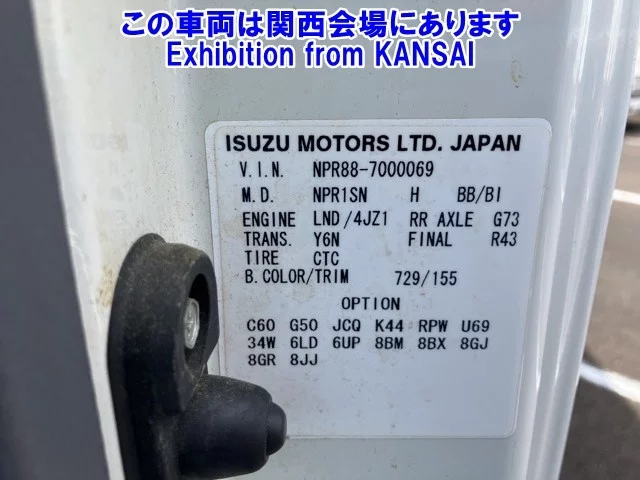 この車両は関西会場にあります
Exhibition from KANSAI
ISUZU MOTORS LTD. JAPAN
V.I.N. NPR88-7000069
M.D. NPR1SN H BB/BI
ENGINE LND/4JZ1 RR AXLE G73
TRANS. Y6N FINAL R43
TIRE CTC
B.COLOR/TRIM 729/155
OPTION
C60 G50 JCQ K44 RPW U69
34W 6LD 6UP 8BM 8BX 8GJ
8GR 8JJ